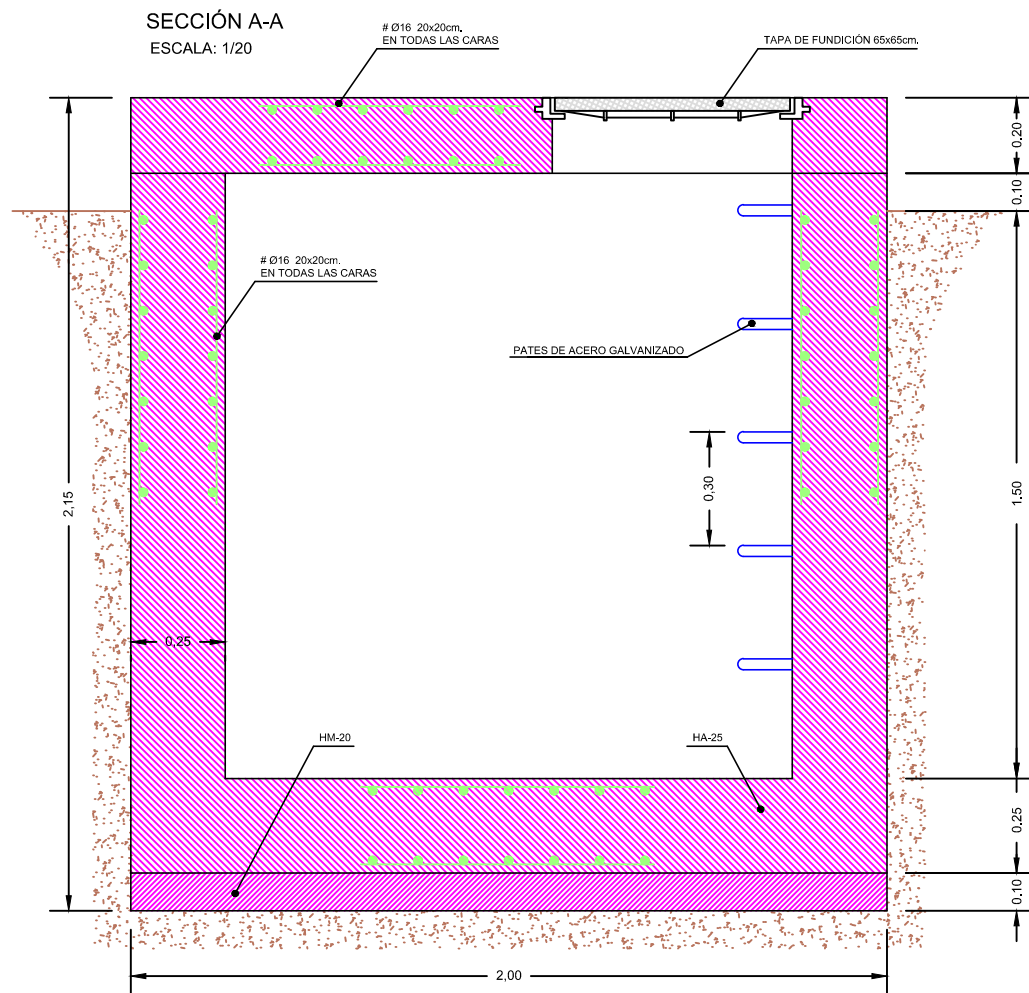 SECCIÓN A-A
ESCALA: 1/20
# Ø16 20x20cm.
EN TODAS LAS CARAS
TAPA DE FUNDICIÓN 65x65cm.
0,20
0,10
# Ø16 20x20cm.
EN TODAS LAS CARAS
PATES DE ACERO GALVANIZADO
0,30
2,15
1,50
0,25
HM-20
HA-25
0,25
0,10
2,00